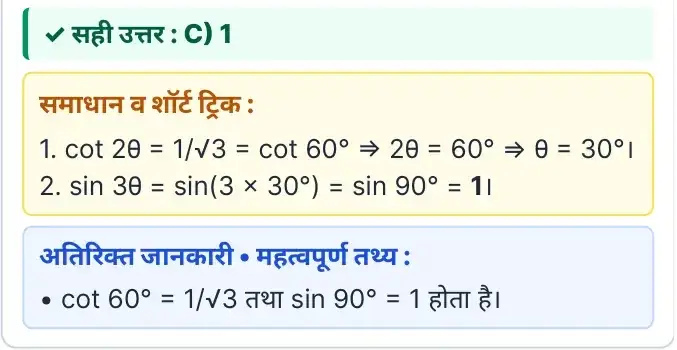 ✓ सही उत्तर : C) 1
समाधान व शॉर्ट ट्रिक :
1. cot 2θ = 1/√3 = cot 60° ⇒ 2θ = 60° ⇒ θ = 30°।
2. sin 3θ = sin(3 × 30°) = sin 90° = 1।
अतिरिक्त जानकारी • महत्वपूर्ण तथ्य :
• cot 60° = 1/√3 तथा sin 90° = 1 होता है।